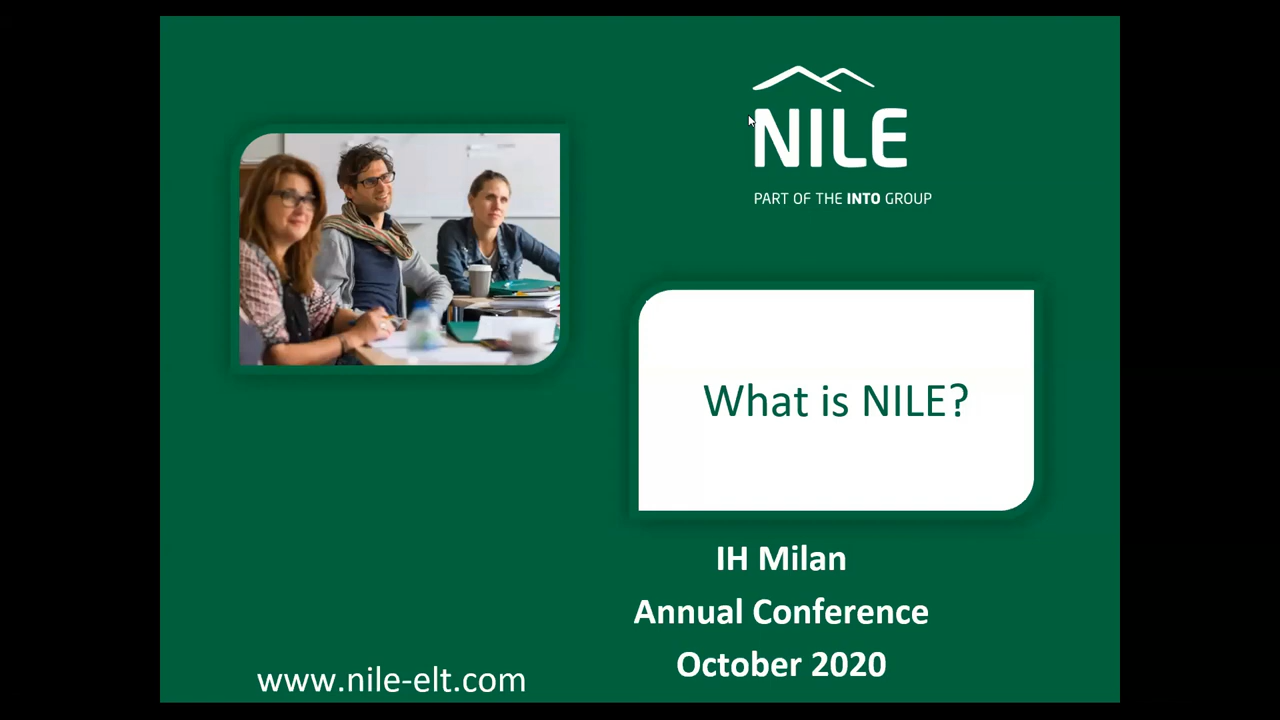 NILE
PART OF THE INTO GROUP
What is NILE?
IH Milan
Annual Conference
October 2020
www.nile-elt.com